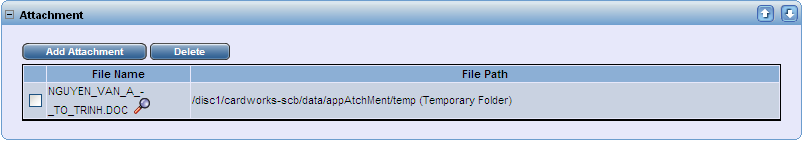 Attachment
Add Attachment Delete
File Name File Path
NGUYEN_VAN_A_-
_TO_TRINH.DOC
/disc1/cardworks-scb/data/appAtchMent/temp (Temporary Folder)